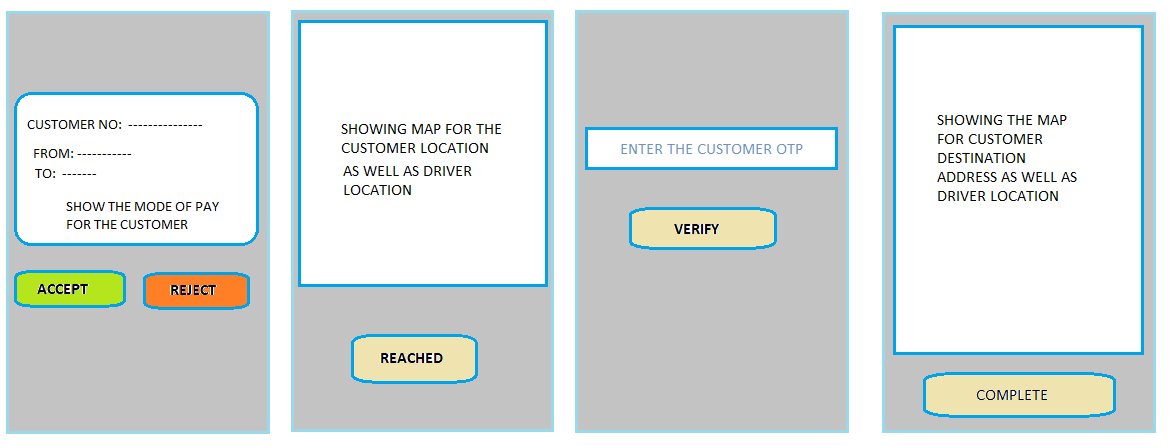 CUSTOMER NO: ---------------
FROM: -----------
TO: -------
SHOW THE MODE OF PAY
FOR THE CUSTOMER
ACCEPT
REJECT
SHOWING MAP FOR THE
CUSTOMER LOCATION
AS WELL AS DRIVER
LOCATION
REACHED
ENTER THE CUSTOMER OTP
VERIFY
SHOWING THE MAP
FOR CUSTOMER
DESTINATION
ADDRESS AS WELL AS
DRIVER LOCATION
COMPLETE